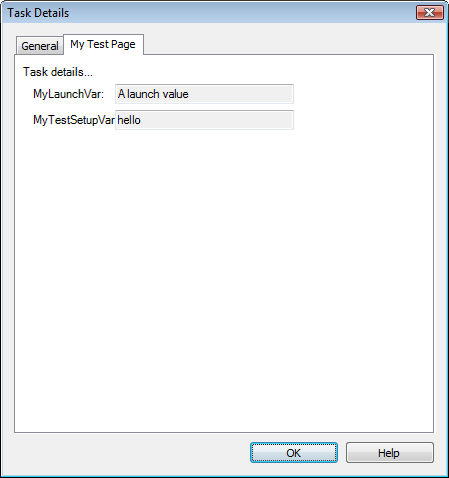 Task Details
General
My Test Page
Task details...
MyLaunchVar: A launch value
MyTestSetupVar hello
OK
Help